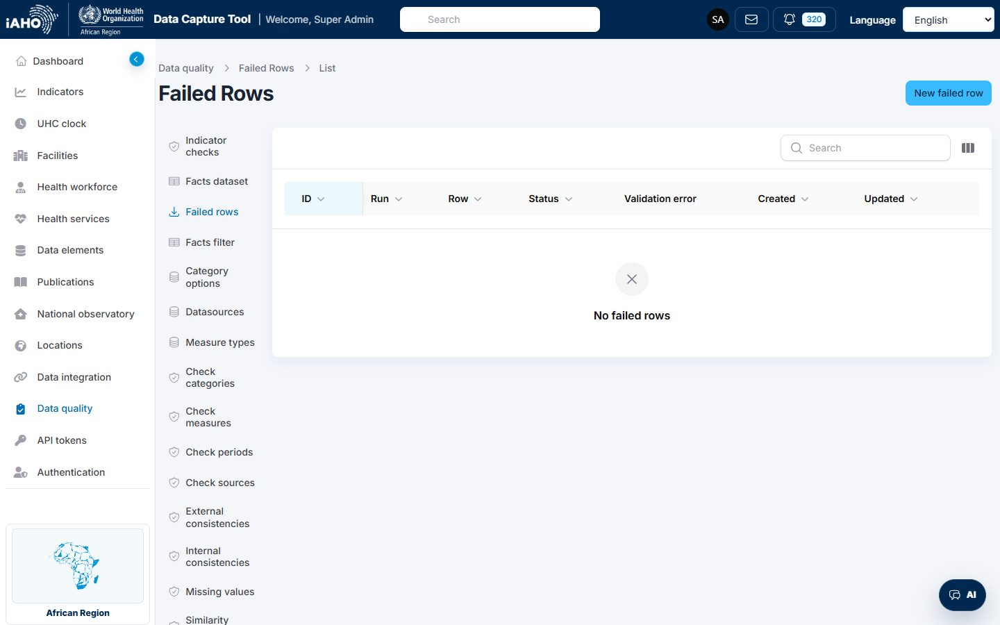 iAHO
World Health
Organization
African Region
Data Capture Tool
Welcome, Super Admin
Search
SA
320
Language
English
Dashboard
Indicators
UHC clock
Facilities
Health workforce
Health services
Data elements
Publications
National observatory
Locations
Data integration
Data quality
API tokens
Authentication
African Region
Data quality
Failed Rows
List
Failed Rows
New failed row
Indicator
checks
Facts dataset
Failed rows
Facts filter
Category
options
Datasources
Measure types
Check
categories
Check
measures
Check periods
Check sources
External
consistencies
Internal
consistencies
Missing values
Similarity
Search
ID
Run
Row
Status
Validation error
Created
Updated
No failed rows
AI